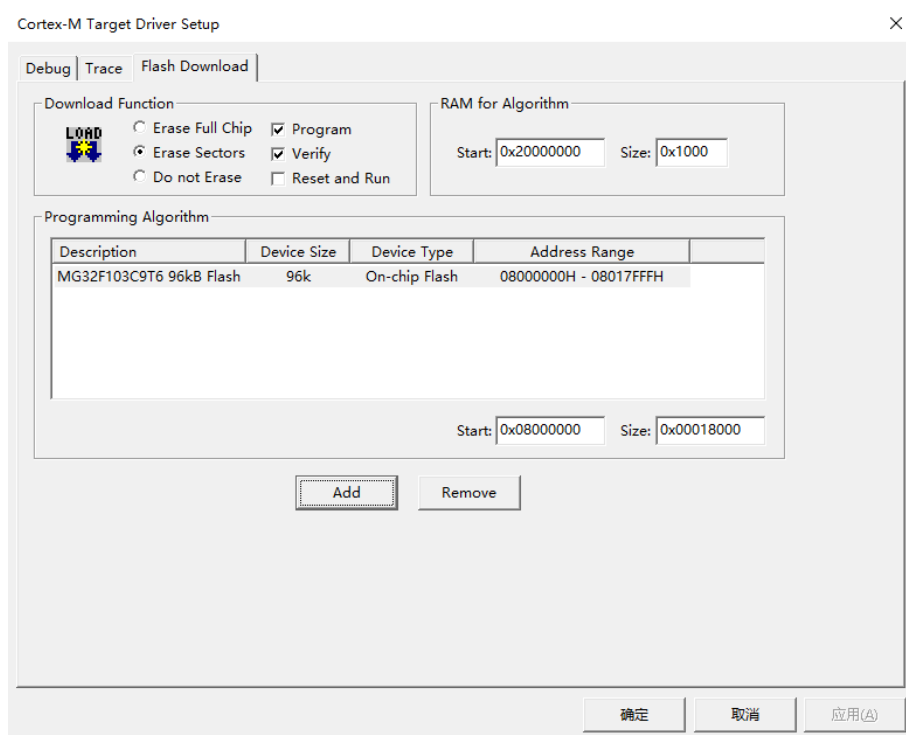 Cortex-M Target Driver Setup
Debug Trace Flash Download
Download Function
LOAD
Erase Full Chip
Program
Erase Sectors
Verify
Do not Erase
Reset and Run
RAM for Algorithm
Start: 0x20000000 Size: 0x1000
Programming Algorithm
Description Device Size Device Type Address Range
MG32F103C9T6 96kB Flash 96k On-chip Flash 08000000H - 08017FFFH
Start: 0x08000000 Size: 0x00018000
Add Remove
确定 取消 应用(A)